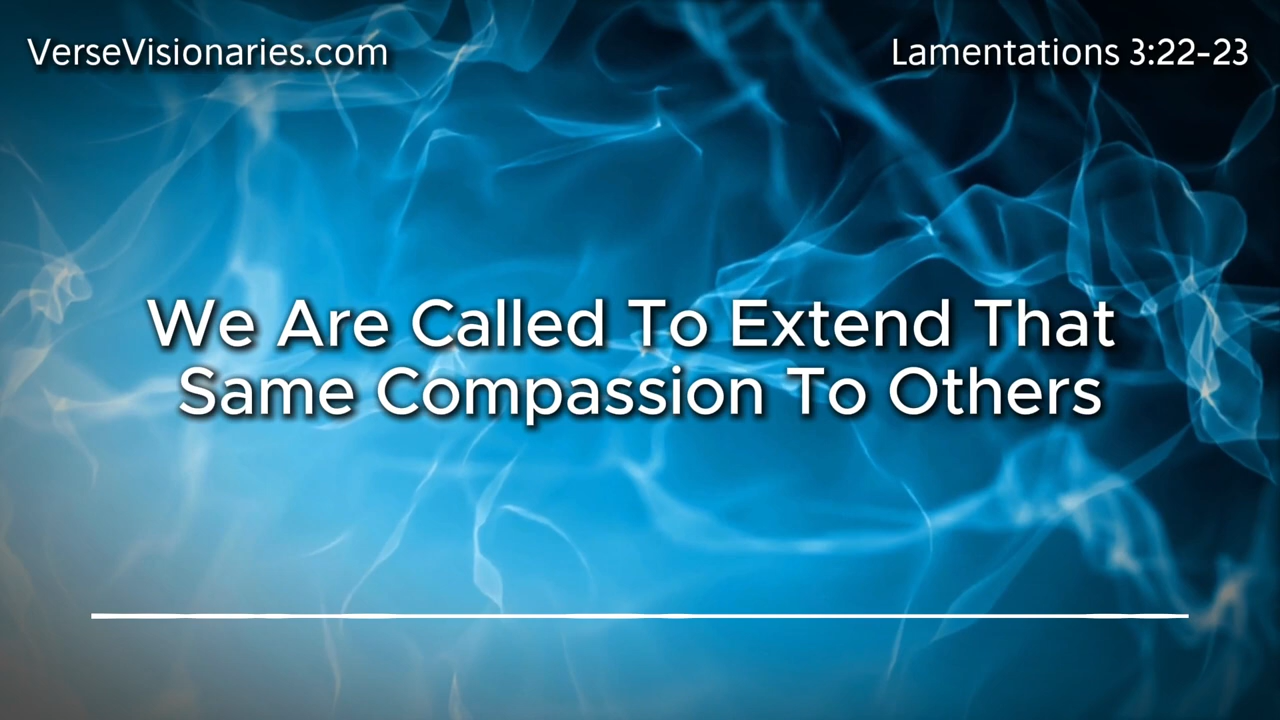 VerseVisionaries.com
Lamentations 3:22-23
We Are Called To Extend That
Same Compassion To Others